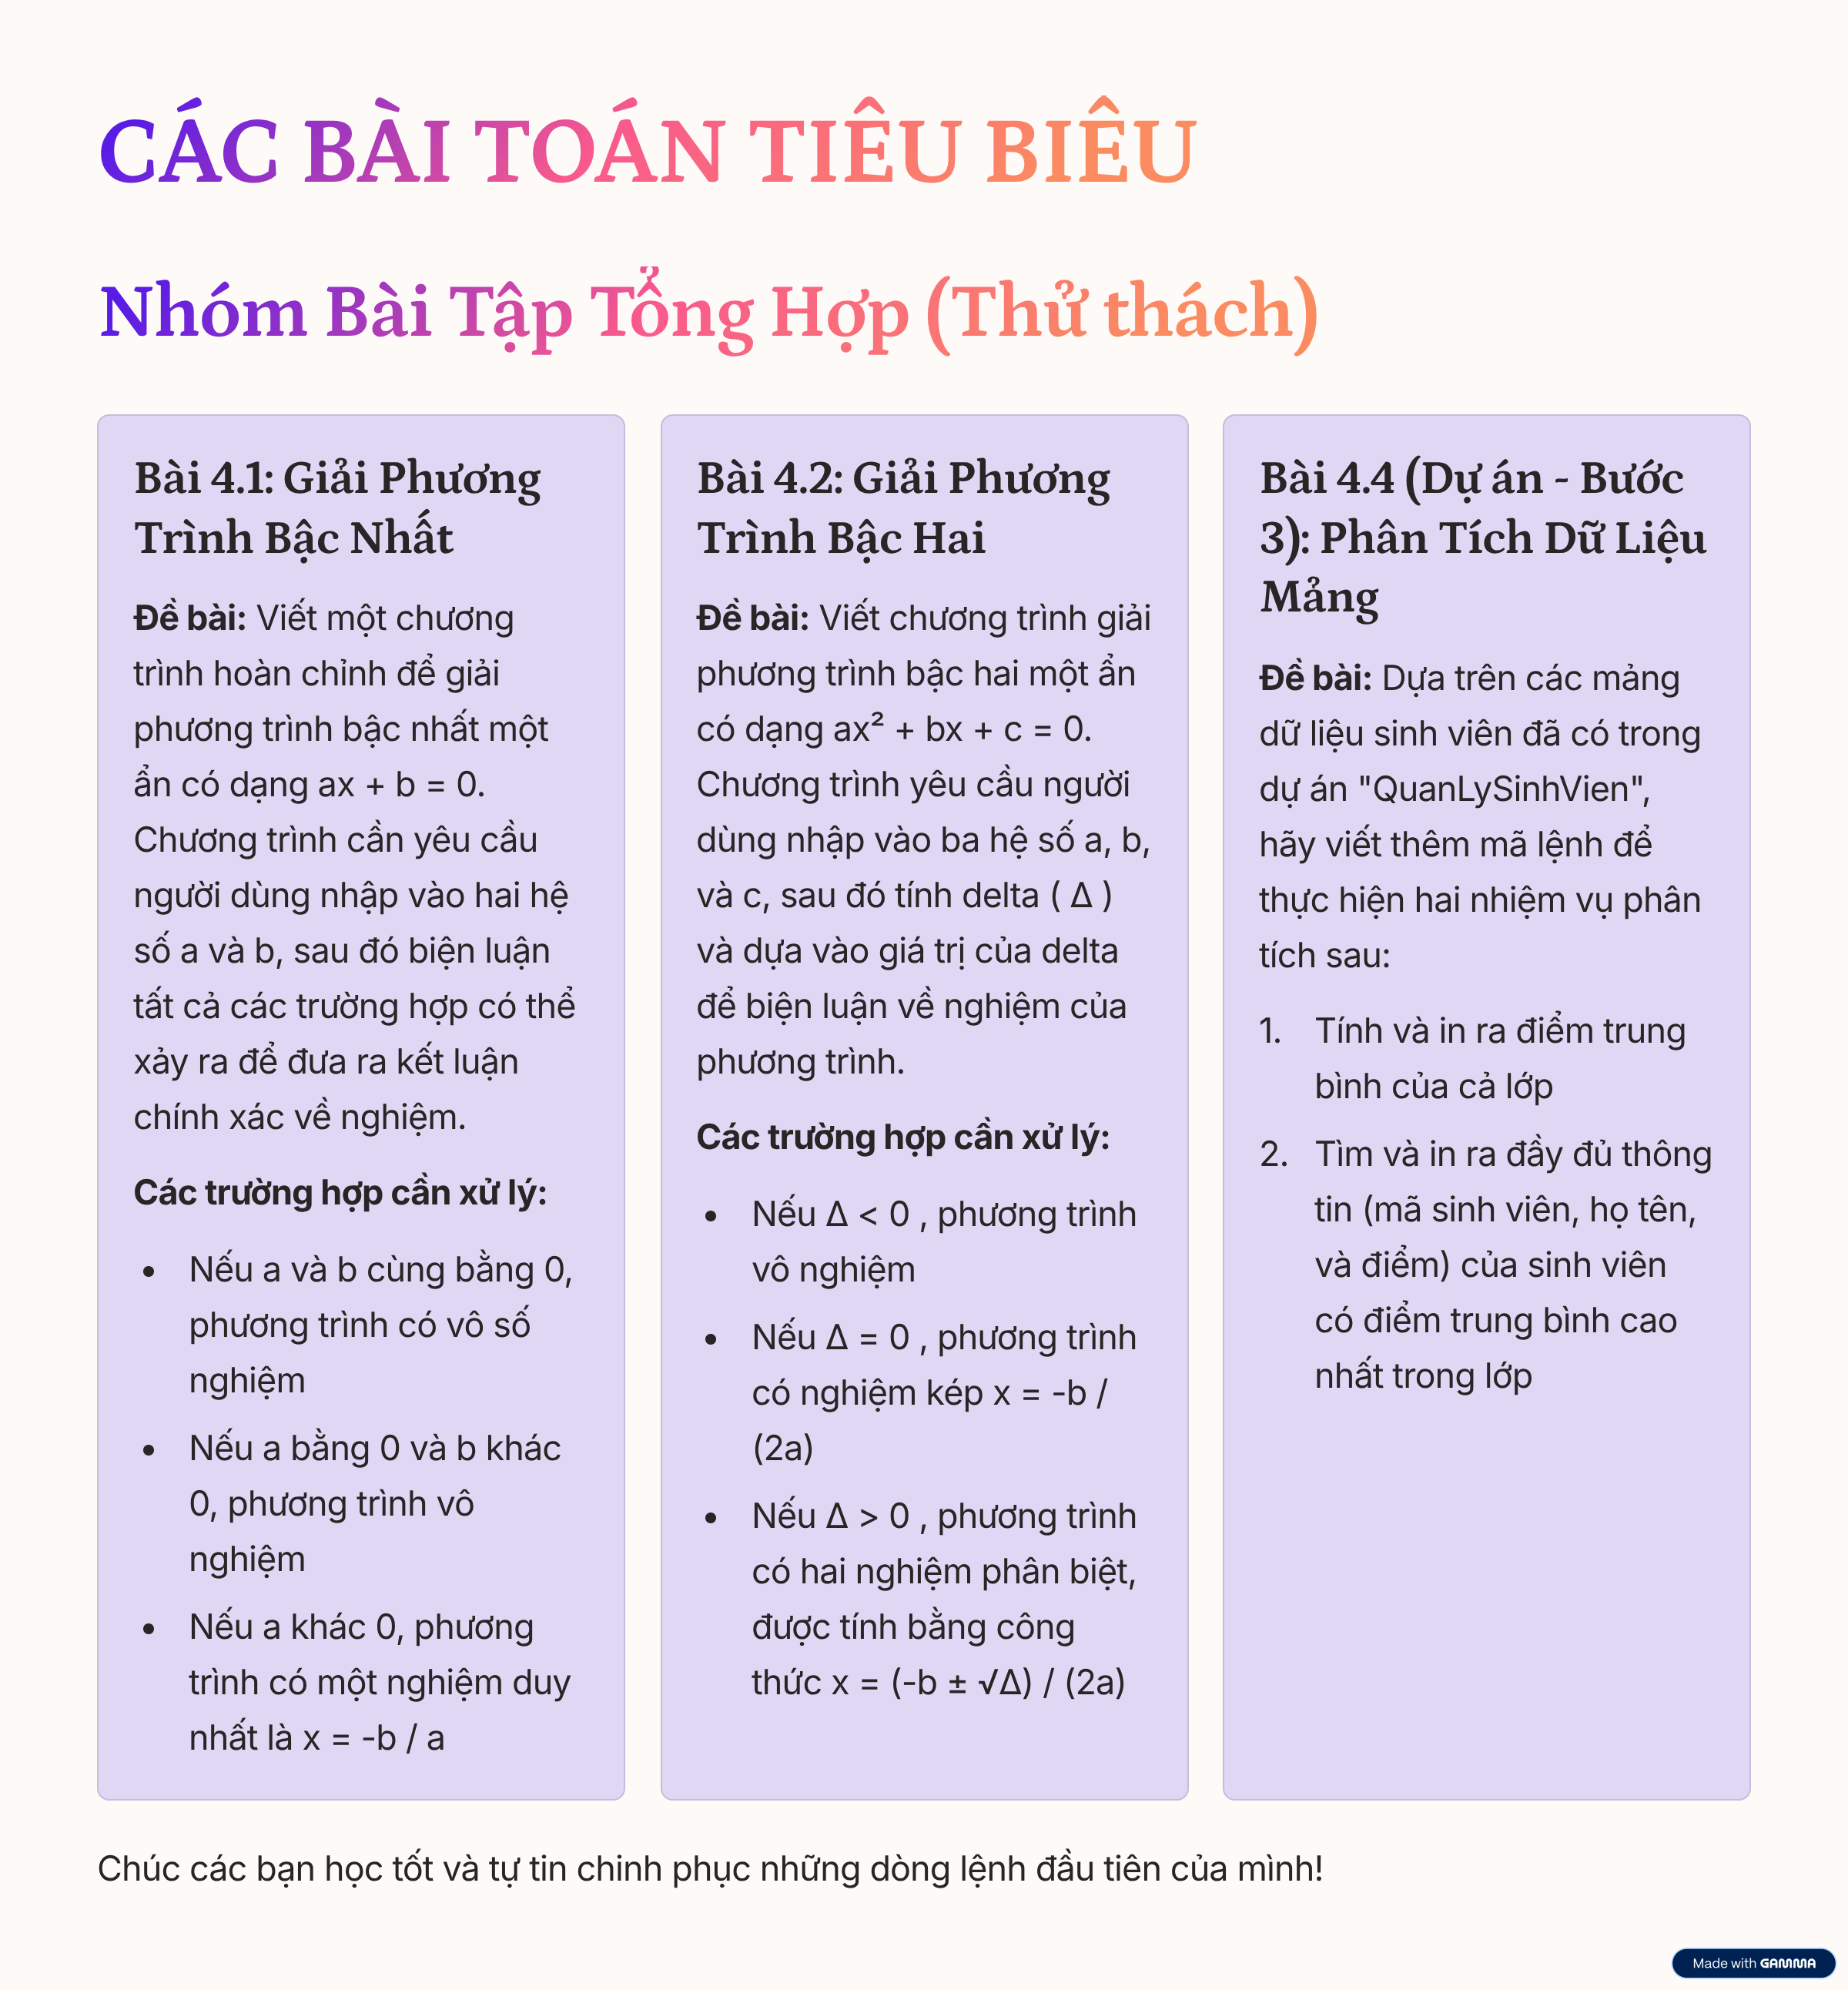 CÁC BÀI TOÁN TIÊU BIÊU
Nhóm Bài Tập Tổng Hợp (Thử thách)
Bài 4.1: Giải Phương
Trình Bậc Nhất
Đề bài: Viết một chương
trình hoàn chỉnh để giải
phương trình bậc nhất một
ẩn có dạng ax + b = 0.
Chương trình cần yêu cầu
người dùng nhập vào hai hệ
số a và b, sau đó biện luận
tất cả các trường hợp có thể
xảy ra để đưa ra kết luận
chính xác về nghiệm.
Các trường hợp cần xử lý:
• Nếu a và b cùng bằng 0,
phương trình có vô số
nghiệm
• Nếu a bằng 0 và b khác
0, phương trình vô
nghiệm
• Nếu a khác 0, phương
trình có một nghiệm duy
nhất là x = -b / a
Bài 4.2: Giải Phương
Trình Bậc Hai
Đề bài: Viết chương trình giải
phương trình bậc hai một ẩn
có dạng ax² + bx + c = 0.
Chương trình yêu cầu người
dùng nhập vào ba hệ số a, b,
và c, sau đó tính delta ( Δ )
và dựa vào giá trị của delta
để biện luận về nghiệm của
phương trình.
Các trường hợp cần xử lý:
• Nếu Δ < 0 , phương trình
vô nghiệm
• Nếu Δ = 0 , phương trình
có nghiệm kép x = -b /
(2a)
• Nếu Δ > 0 , phương trình
có hai nghiệm phân biệt,
được tính bằng công
thức x = (-b ± √Δ) / (2a)
Bài 4.4 (Dự án - Bước
3): Phân Tích Dữ Liệu
Mảng
Đề bài: Dựa trên các mảng
dữ liệu sinh viên đã có trong
dự án "QuanLySinhVien",
hãy viết thêm mã lệnh để
thực hiện hai nhiệm vụ phân
tích sau:
1. Tính và in ra điểm trung
bình của cả lớp
2. Tìm và in ra đầy đủ thông
tin (mã sinh viên, họ tên,
và điểm) của sinh viên
có điểm trung bình cao
nhất trong lớp
Chúc các bạn học tốt và tự tin chinh phục những dòng lệnh đầu tiên của mình!
Made with GAMMA